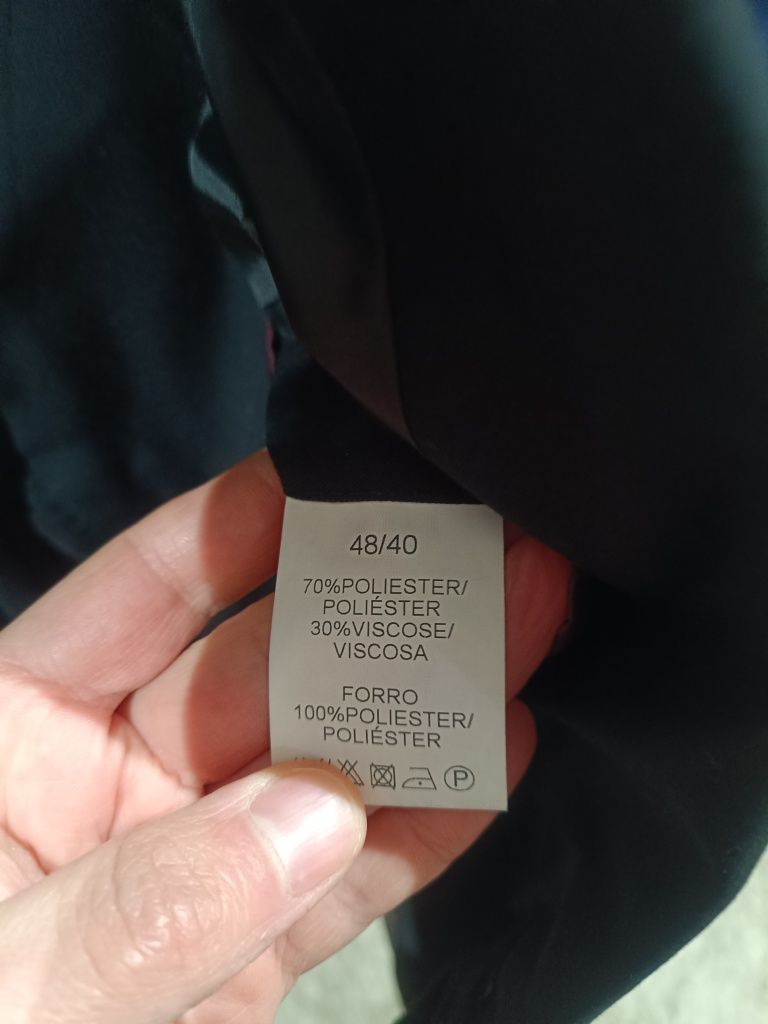 48/40
70%POLIESTER/
POLIÉSTER
30%VISCOSE/
VISCOSA
FORRO
100%POLIESTER/
POLIÉSTER
P